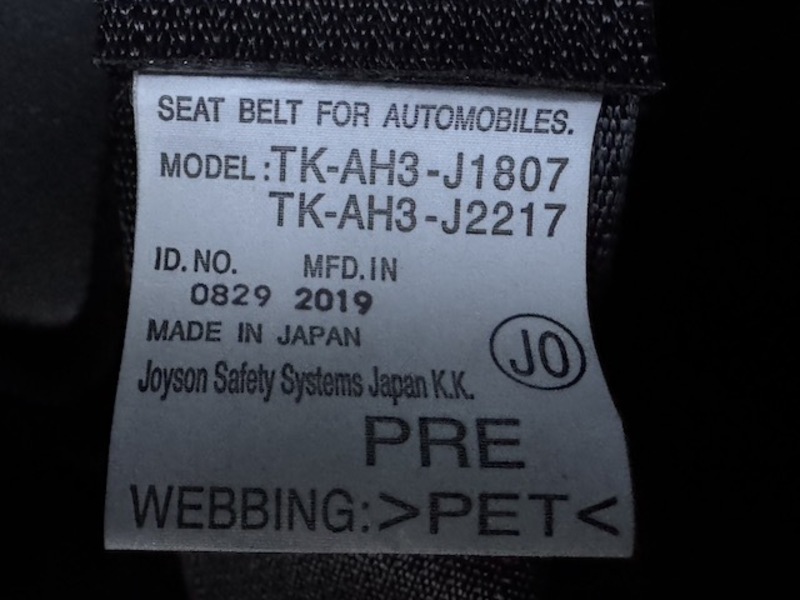 SEAT BELT FOR AUTOMOBILES.
MODEL:TK-AH3-J1807
TK-AH3-J2217
ID.NO. MFD.IN
0829 2019
MADE IN JAPAN
JO
Joyson Safety Systems Japan K.K.
PRE
WEBBING:>PET<